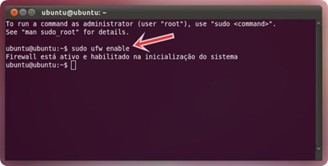 ubuntu@ubuntu: ~
To run a command as administrator (user "root"), use "sudo <command>".
See "man sudo_root" for details.
ubuntu@ubuntu:~$ sudo ufw enable
Firewall está ativo e habilitado na inicialização do sistema
ubuntu@ubuntu:~$